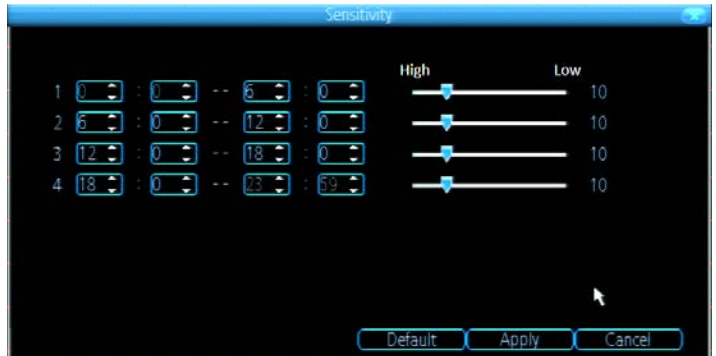 Sensitivity
High Low
1 0 : 0 -- 6 : 0 10
2 6 : 0 -- 12 : 0 10
3 12 : 0 -- 18 : 0 10
4 18 : 0 -- 23 : 59 10
Default Apply Cancel